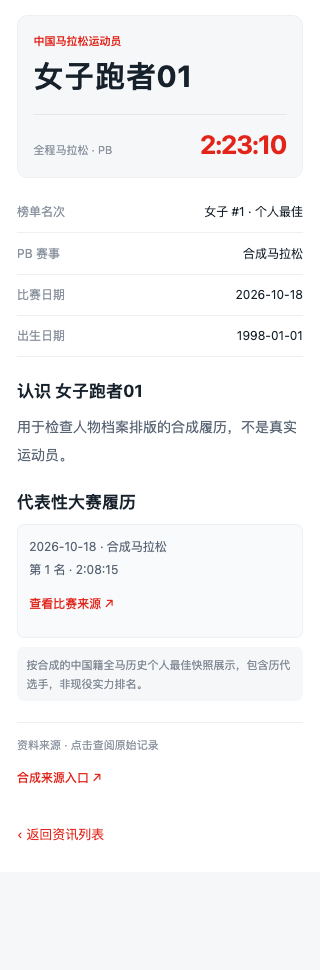 中国马拉松运动员
女子跑者01
全程马拉松 · PB
2:23:10
榜单名次
女子 #1 · 个人最佳
PB 赛事
合成马拉松
比赛日期
2026-10-18
出生日期
1998-01-01
认识 女子跑者01
用于检查人物档案排版的合成履历，不是真实
运动员。
代表性大赛履历
2026-10-18 · 合成马拉松
第 1 名 · 2:08:15
查看比赛来源 ↗
按合成的中国籍全马历史个人最佳快照展示，包含历代
选手，非现役实力排名。
资料来源 · 点击查阅原始记录
合成来源入口 ↗
‹ 返回资讯列表